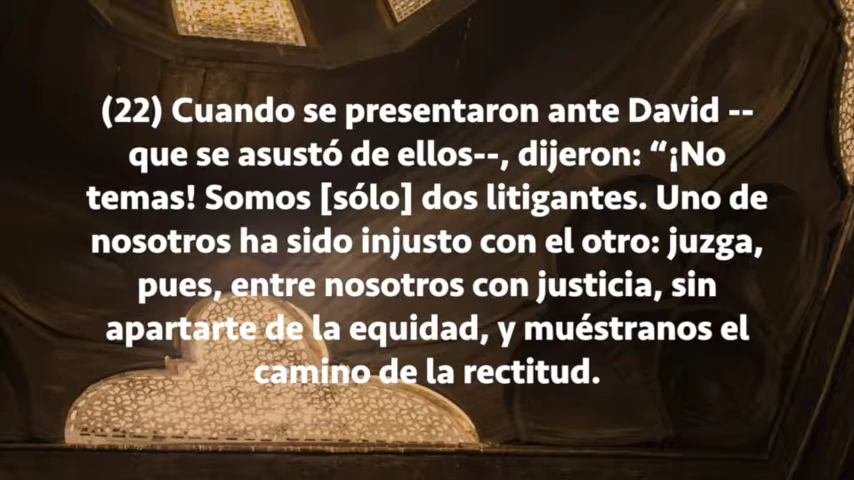 (22) Cuando se presentaron ante David --
que se asustó de ellos--, dijeron: “¡No
temas! Somos [sólo] dos litigantes. Uno de
nosotros ha sido injusto con el otro: juzga,
pues, entre nosotros con justicia, sin
apartarte de la equidad, y muéstranos el
camino de la rectitud.